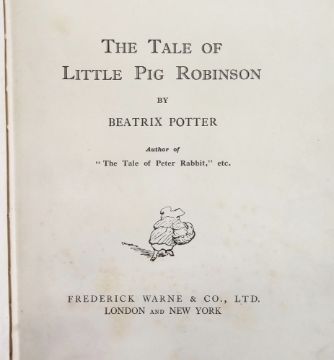 THE TALE OF
LITTLE PIG ROBINSON
BY
BEATRIX POTTER
Author of
"The Tale of Peter Rabbit," etc.
FREDERICK WARNE & CO., LTD.
LONDON AND NEW YORK